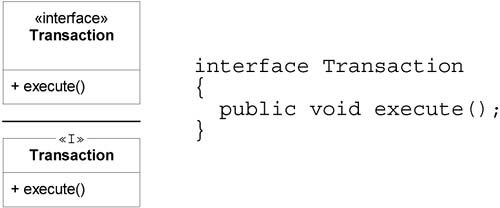 «interface»
Transaction
+ execute()
«I»
Transaction
+ execute()
interface Transaction
{
  public void execute();
}